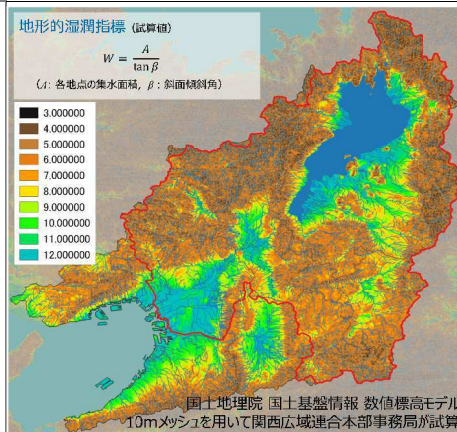 地形的湿潤指標 (試算値)
W = A / tan β
(A: 各地点の集水面積, β:斜面傾斜角)
3.000000
4.000000
5.000000
6.000000
7.000000
8.000000
9.000000
10.000000
11.000000
12.000000
国土地理院 国土基盤情報 数値標高モデル
10mメッシュを用いて関西広域連合本部事務局が試算